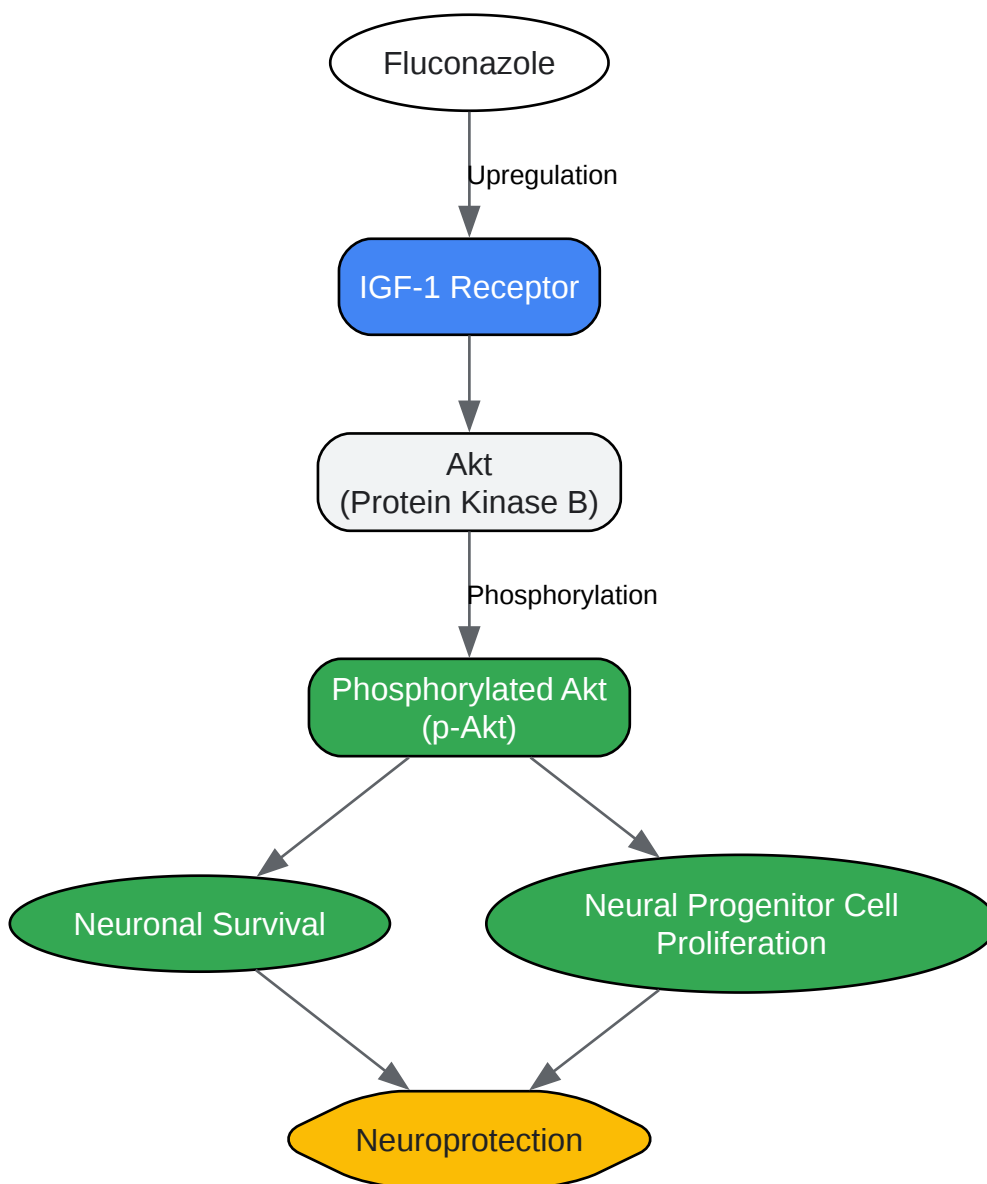 Fluconazole
Upregulation
IGF-1 Receptor
Akt
(Protein Kinase B)
Phosphorylation
Phosphorylated Akt
(p-Akt)
Neuronal Survival
Neural Progenitor Cell
Proliferation
Neuroprotection